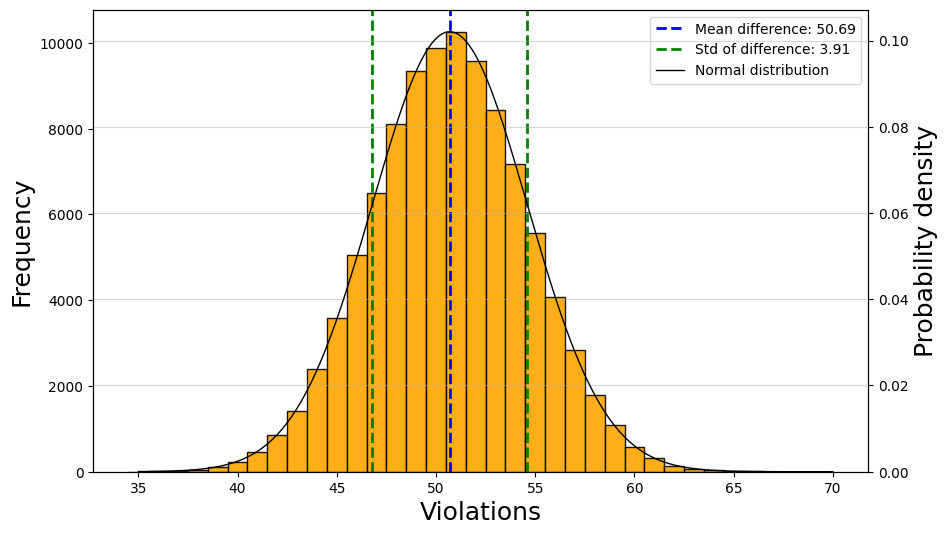 Mean difference: 50.69
Std of difference: 3.91
Normal distribution
Frequency
10000
8000
6000
4000
2000
0
0.10
0.08
0.06
0.04
0.02
0.00
Probability density
35 40 45 50 55 60 65 70
Violations